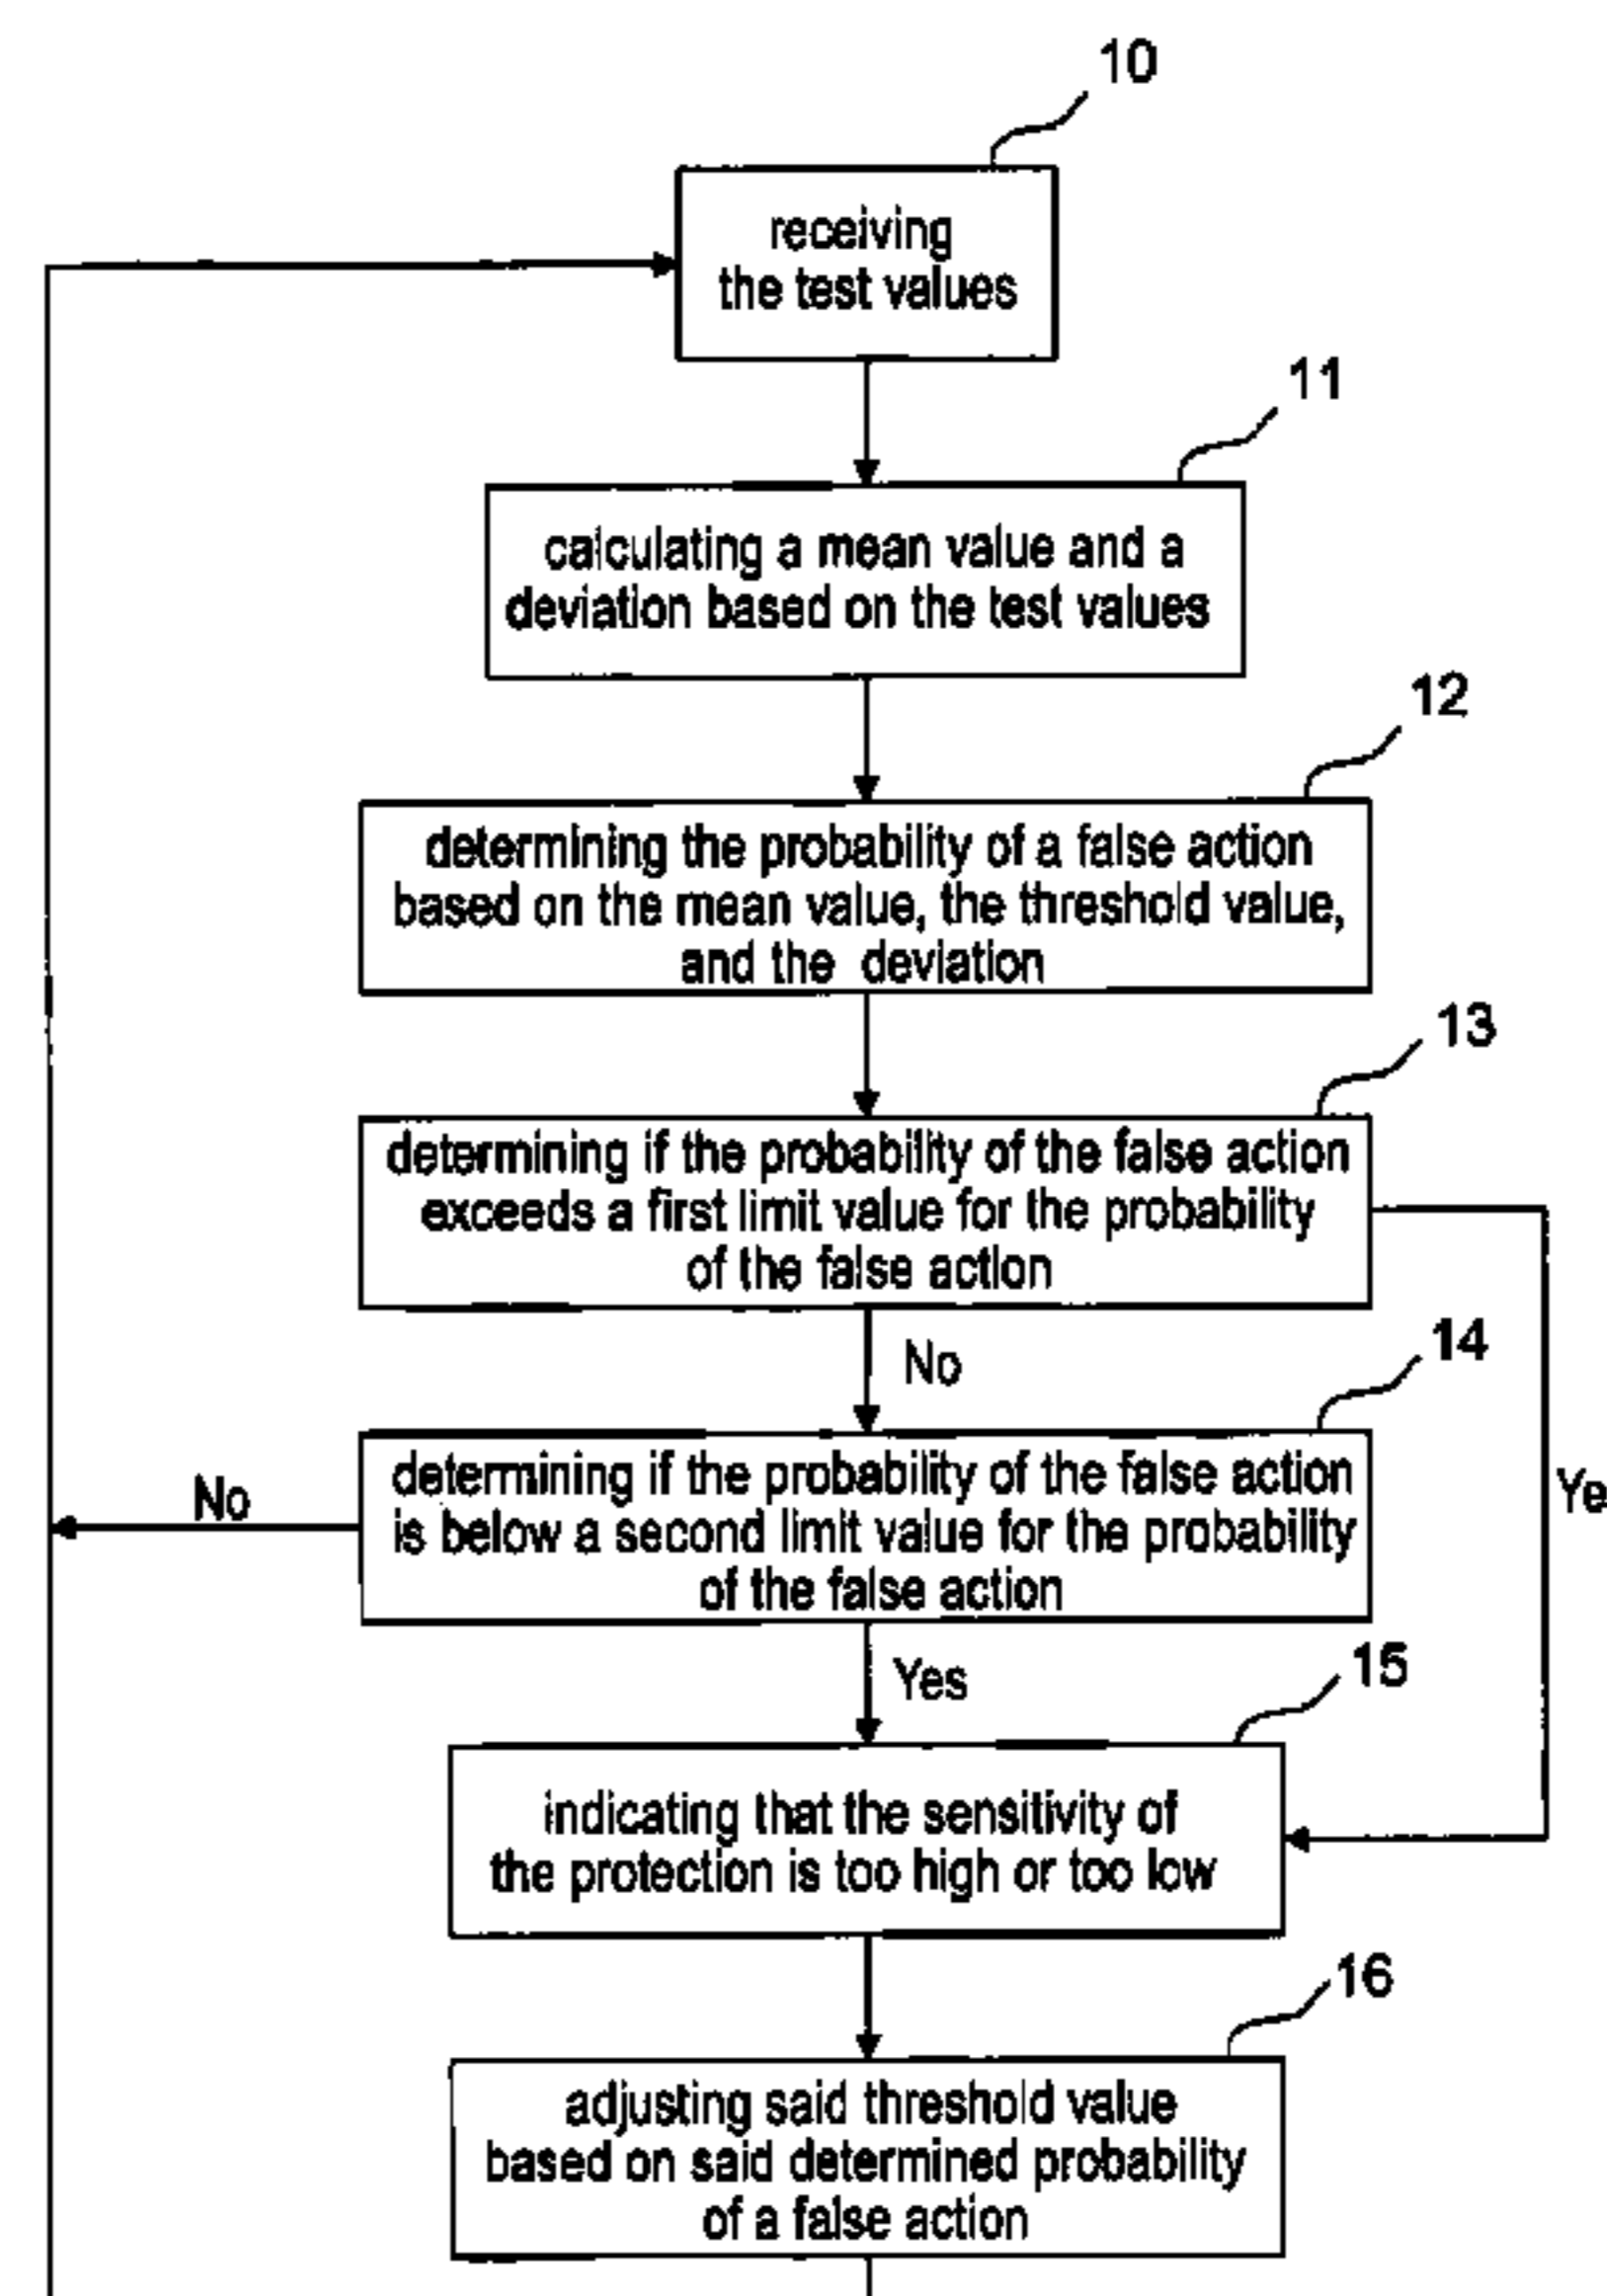 10
receiving
the test values
11
calculating a mean value and a
deviation based on the test values
12
determining the probability of a false action
based on the mean value, the threshold value,
and the deviation
13
determining if the probability of the false action
exceeds a first limit value for the probability
of the false action
No
14
determining if the probability of the false action
is below a second limit value for the probability
of the false action
No
Ye
Yes
15
indicating that the sensitivity of
the protection is too high or too low
16
adjusting said threshold value
based on said determined probability
of a false action